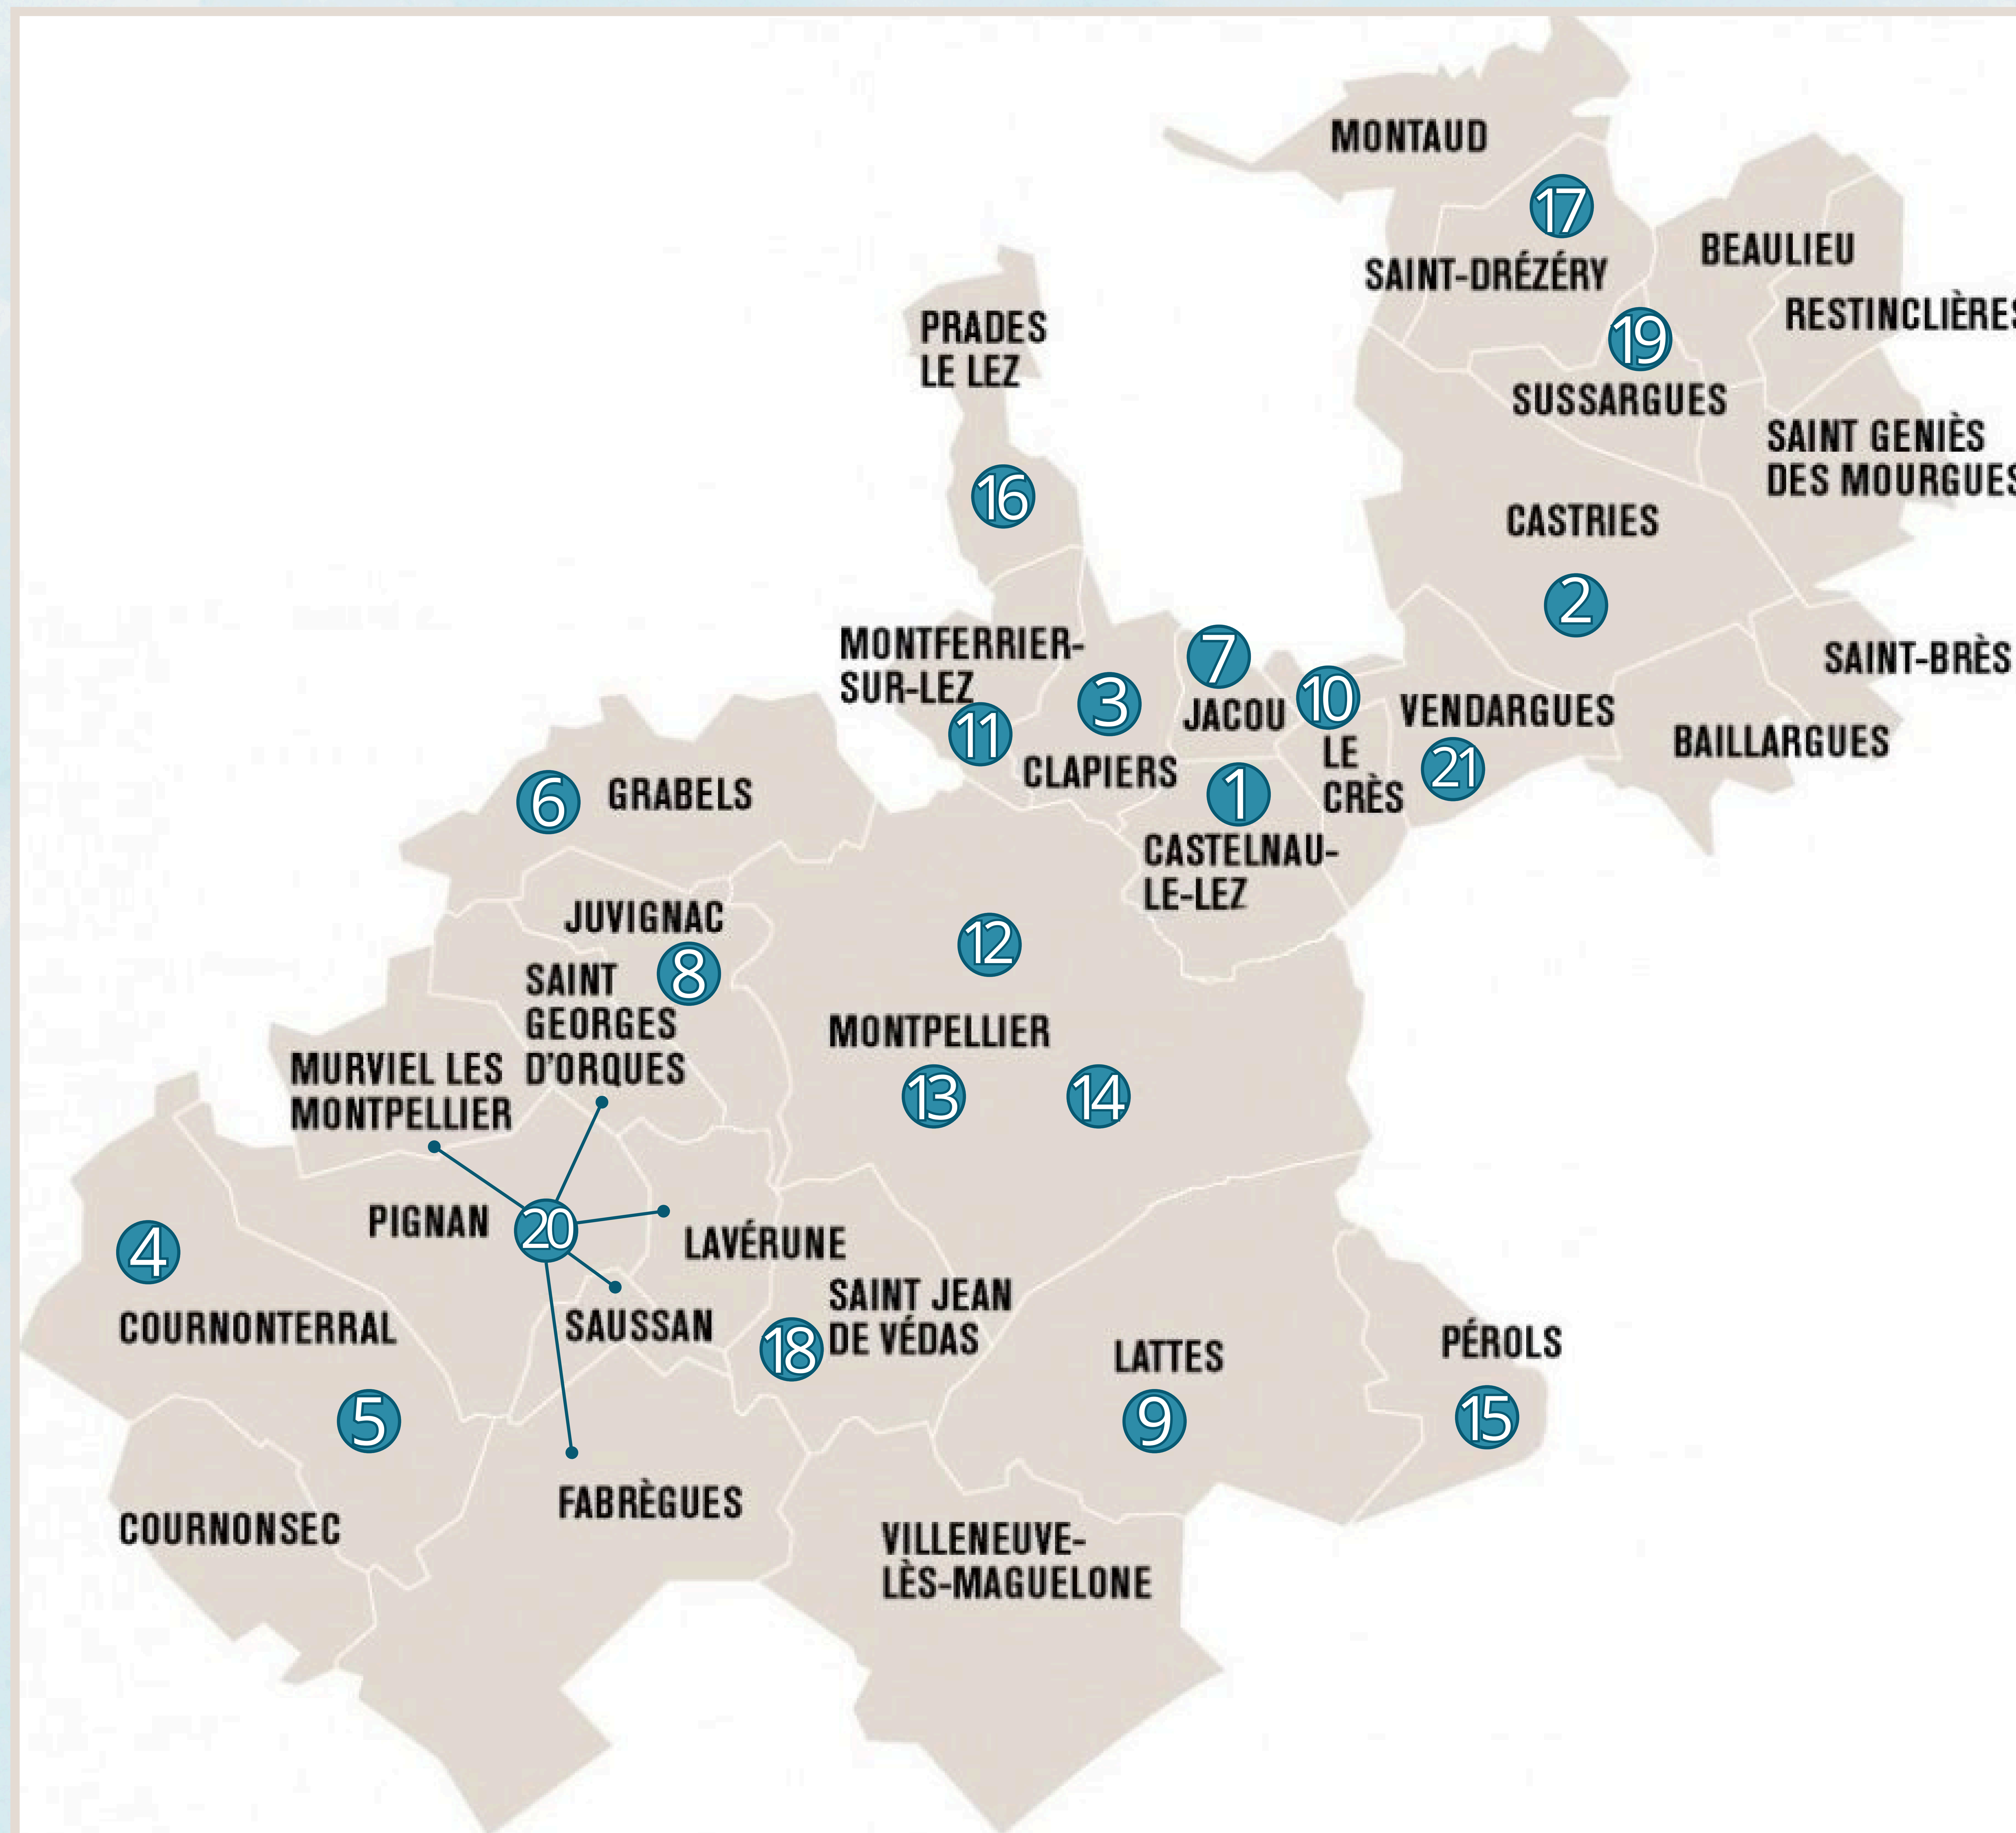 MONTAUD
17
BEAULIEU
SAINT-DRÉZÉRY
RESTINCLIÈRES
PRADES
LE LEZ
19
SUSSARGUES
SAINT GENIÈS
DES MOURGUES
16
CASTRIES
2
MONTFERRIER-
SUR-LEZ
7
SAINT-BRÈS
3
10
JACOU
VENDARGUES
11
BAILLARGUES
LE
CRÈS
CLAPIERS
21
1
6
GRABELS
CASTELNAU-
LE-LEZ
JUVIGNAC
12
8
SAINT
GEORGES
D'ORQUES
MONTPELLIER
MURVIEL LES
MONTPELLIER
13
14
PIGNAN
20
LAVÉRUNE
4
SAINT JEAN
DE VÉDAS
COURNONTERRAL
SAUSSAN
18
LATTES
PÉROLS
5
9
15
FABRÈGUES
COURNONSEC
VILLENEUVE-
LÈS-MAGUELONE